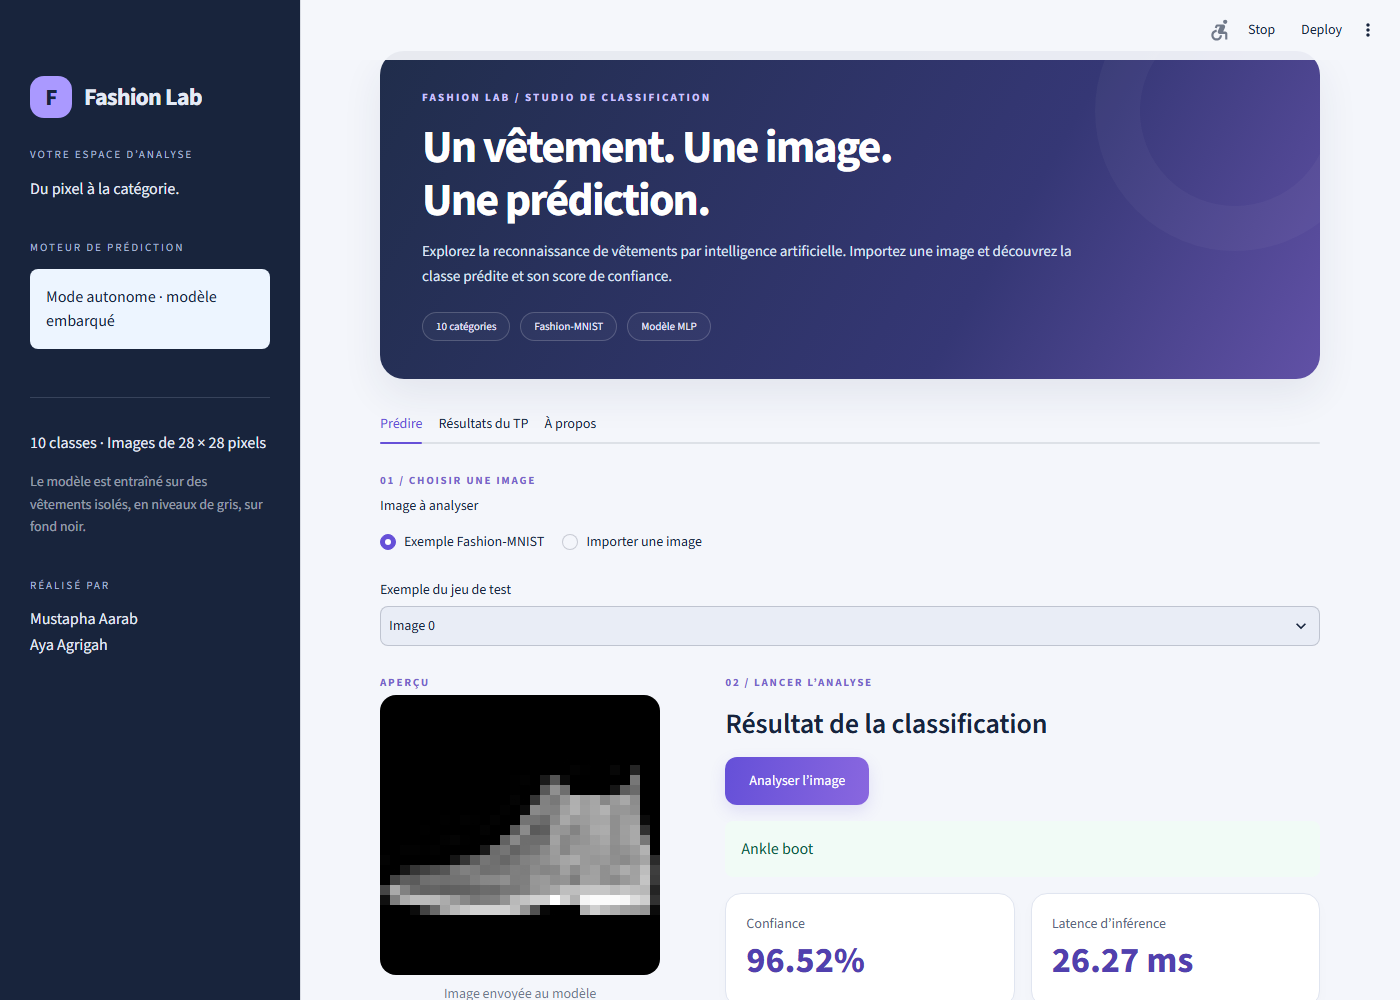 F
Fashion Lab
VOTRE ESPACE D'ANALYSE
Du pixel à la catégorie.
MOTEUR DE PRÉDICTION
Mode autonome · modèle
embarqué
10 classes · Images de 28 × 28 pixels
Le modèle est entraîné sur des
vêtements isolés, en niveaux de gris, sur
fond noir.
RÉALISÉ PAR
Mustapha Aarab
Aya Agrigah
Stop
Deploy
FASHION LAB / STUDIO DE CLASSIFICATION
Un vêtement. Une image.
Une prédiction.
Explorez la reconnaissance de vêtements par intelligence artificielle. Importez une image et découvrez la
classe prédite et son score de confiance.
10 catégories
Fashion-MNIST
Modèle MLP
Prédire
Résultats du TP
À propos
01 / CHOISIR UNE IMAGE
Image à analyser
Exemple Fashion-MNIST
Importer une image
Exemple du jeu de test
Image 0
APERÇU
Image envoyée au modèle
02 / LANCER L'ANALYSE
Résultat de la classification
Analyser l'image
Ankle boot
Confiance
96.52%
Latence d'inférence
26.27 ms